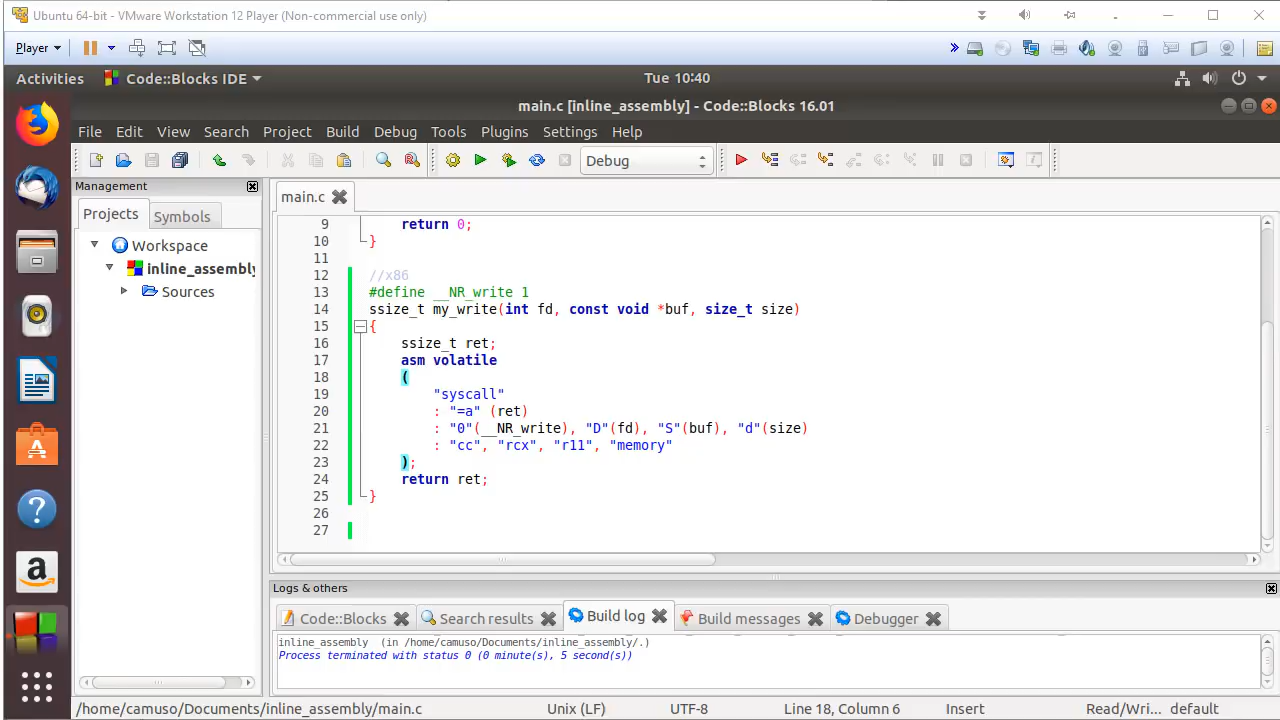 Ubuntu 64-bit - VMware Workstation 12 Player (Non-commercial use only)
Player
Activities Code::Blocks IDE Tue 10:40
main.c [inline_assembly] - Code::Blocks 16.01
File Edit View Search Project Build Debug Tools Plugins Settings Help
Debug
Management
main.c
Projects Symbols
Workspace
inline_assembly
Sources
9 return 0;
10 }
11
12 //x86
13 #define __NR_write 1
14 ssize_t my_write(int fd, const void *buf, size_t size)
15 {
16 ssize_t ret;
17 asm volatile
18 (
19 "syscall"
20 : "=a" (ret)
21 : "0"(__NR_write), "D"(fd), "S"(buf), "d"(size)
22 : "cc", "rcx", "r11", "memory"
23 );
24 return ret;
25 }
26
27
Logs & others
Code::Blocks Search results Build log Build messages Debugger
inline_assembly (in /home/camuso/Documents/inline_assembly/.)
Process terminated with status 0 (0 minute(s), 5 second(s))
/home/camuso/Documents/inline_assembly/main.c Unix (LF) UTF-8 Line 18, Column 6 Insert Read/Wri... default